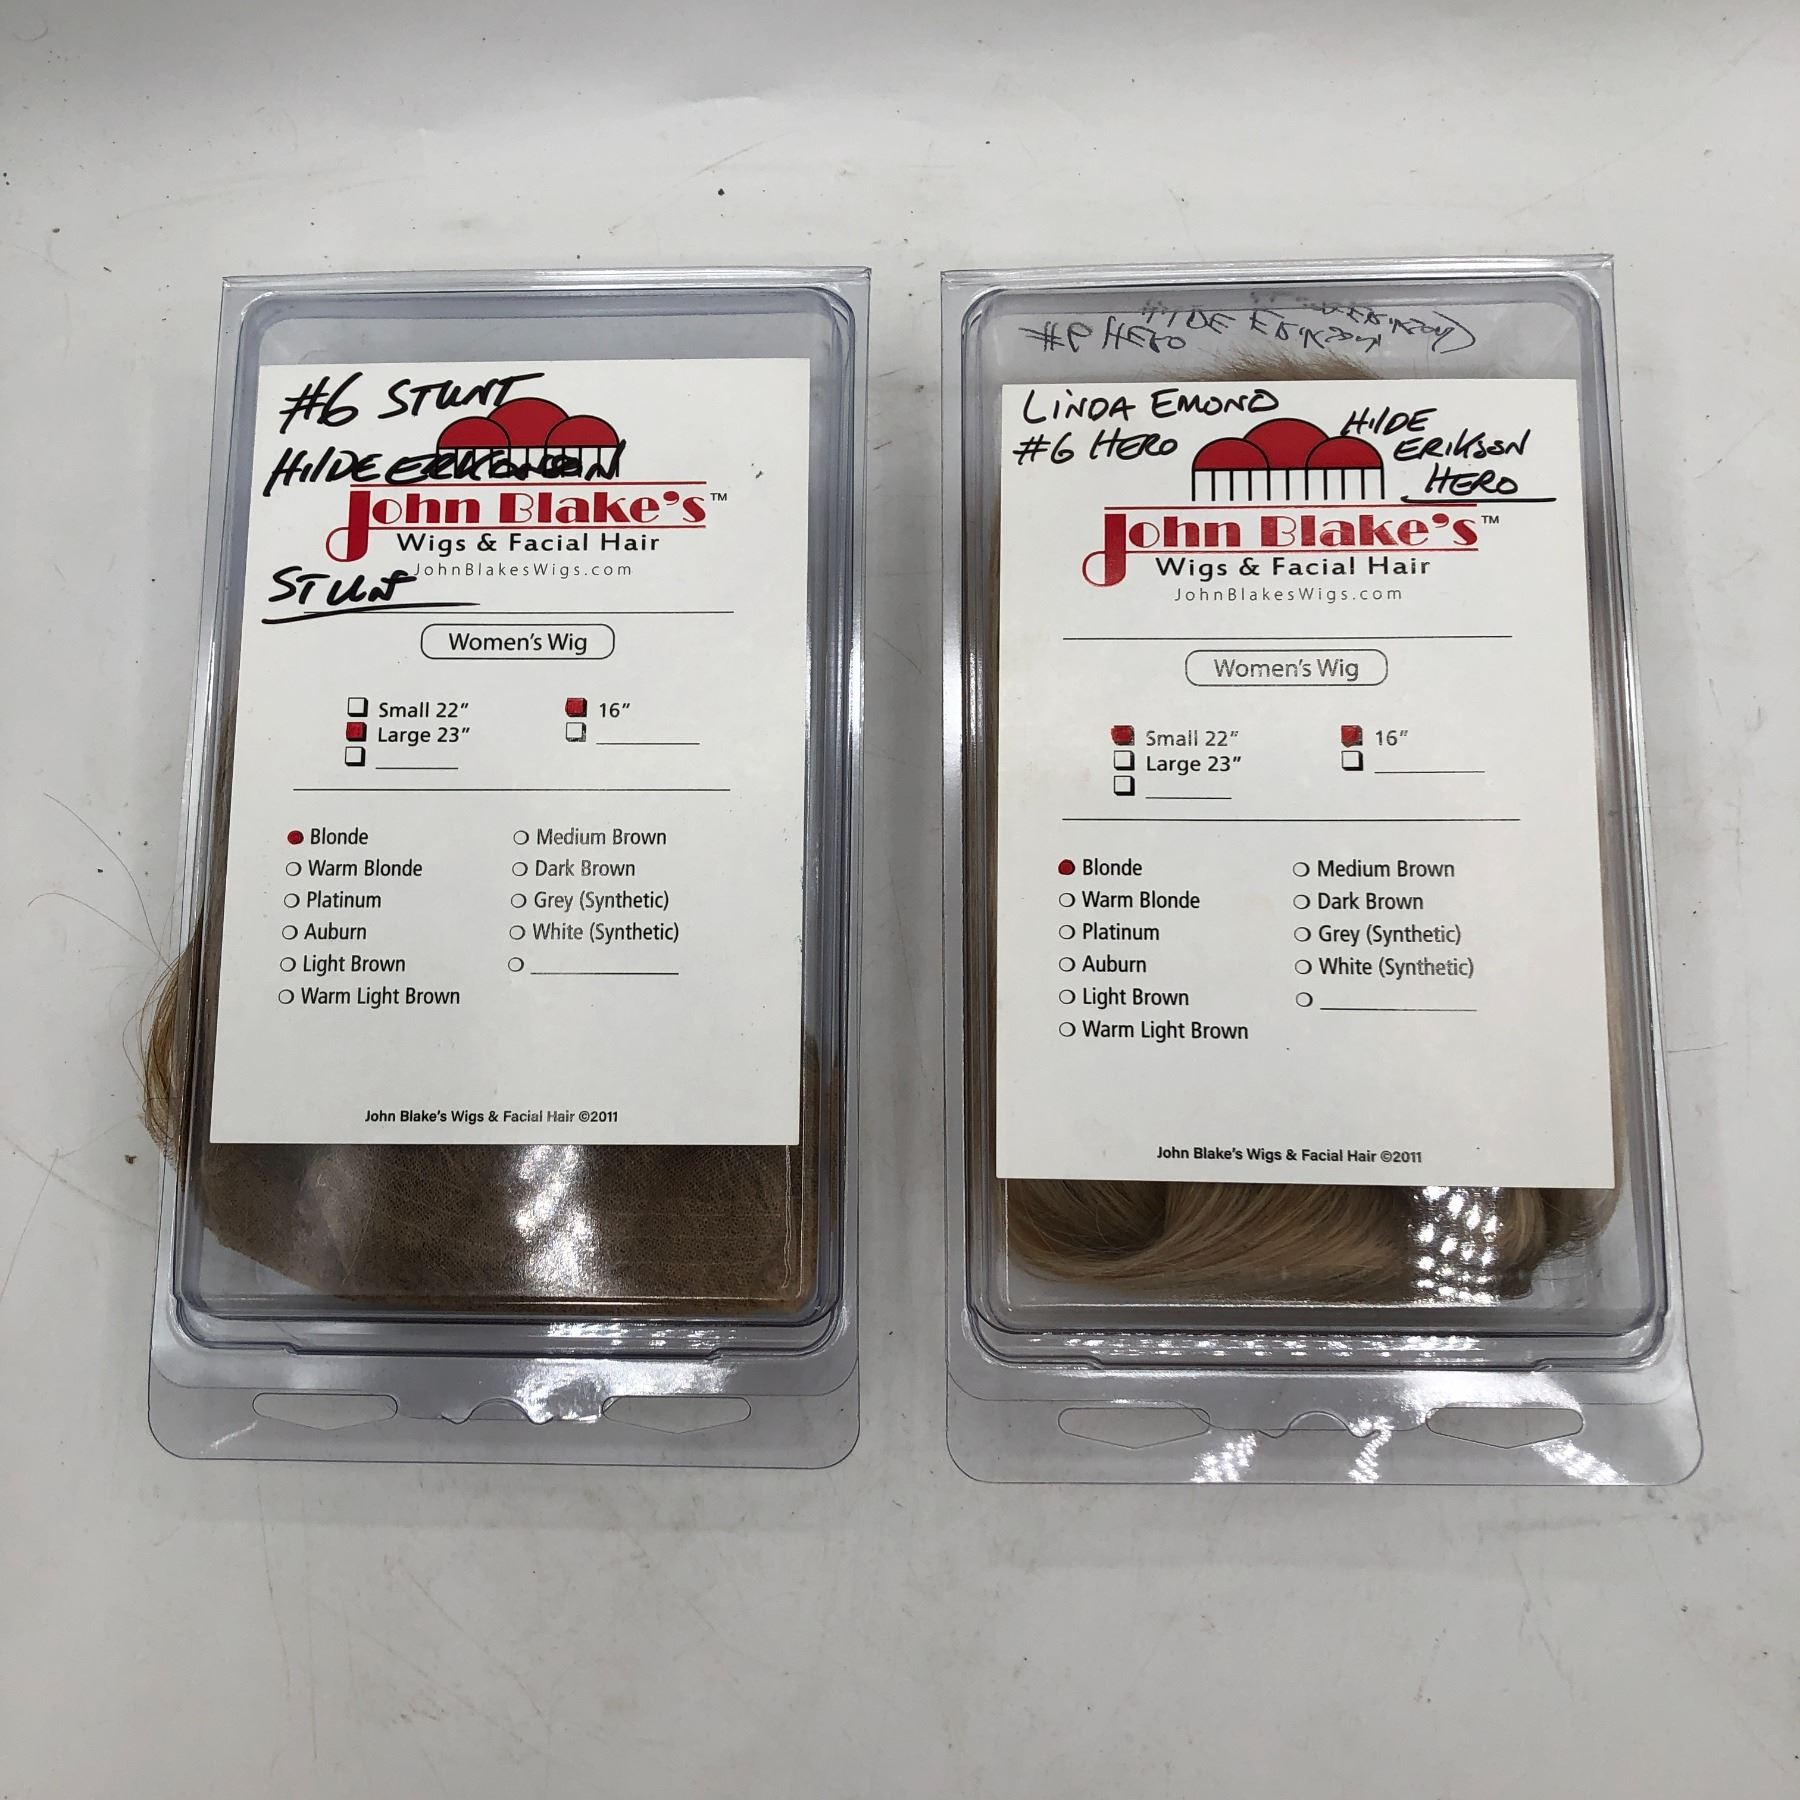 #6 STUNT
HILDE
John Blake's™
Wigs & Facial Hair
JohnBlakesWigs.com
STUNT
Women's Wig
Small 22"
16"
Large 23"
Blonde
Medium Brown
Warm Blonde
Dark Brown
Platinum
Grey (Synthetic)
Auburn
White (Synthetic)
Light Brown
Warm Light Brown
John Blake's Wigs & Facial Hair ©2011
HILDE
#6 HERO
LINDA EMOND
#6 HERO
HILDE
ERIKSON
HERO
John Blake's™
Wigs & Facial Hair
JohnBlakesWigs.com
Women's Wig
Small 22"
16"
Large 23"
Blonde
Medium Brown
Warm Blonde
Dark Brown
Platinum
Grey (Synthetic)
Auburn
White (Synthetic)
Light Brown
Warm Light Brown
John Blake's Wigs & Facial Hair ©2011